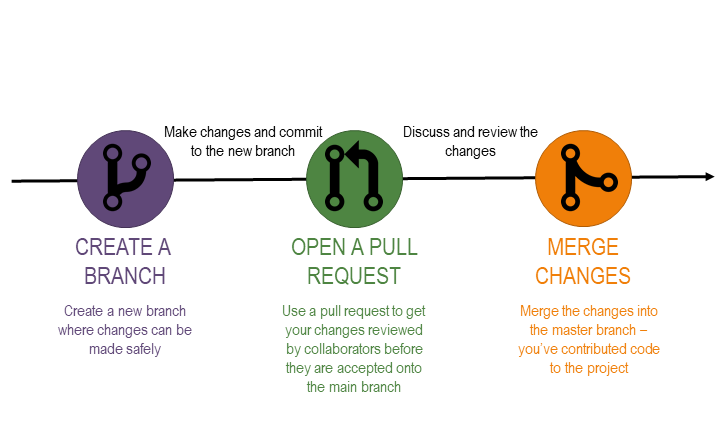 Make changes and commit
to the new branch
Discuss and review the
changes
CREATE A
BRANCH
Create a new branch
where changes can be
made safely
OPEN A PULL
REQUEST
Use a pull request to get
your changes reviewed
by collaborators before
they are accepted onto
the main branch
MERGE
CHANGES
Merge the changes into
the master branch –
you’ve contributed code
to the project